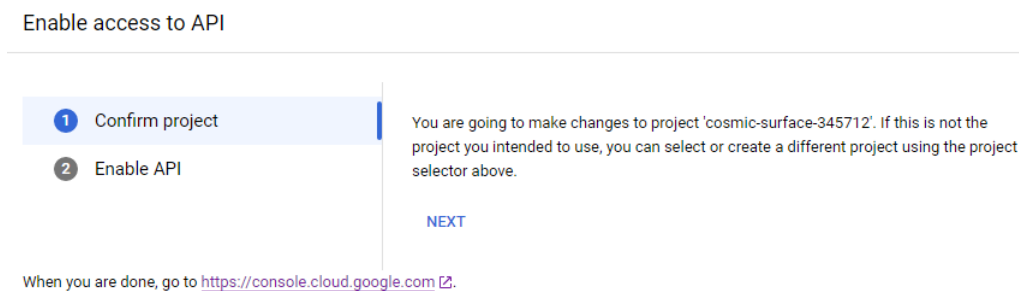 Enable access to API
1 Confirm project
2 Enable API
You are going to make changes to project 'cosmic-surface-345712'. If this is not the
project you intended to use, you can select or create a different project using the project
selector above.
NEXT
When you are done, go to https://console.cloud.google.com.